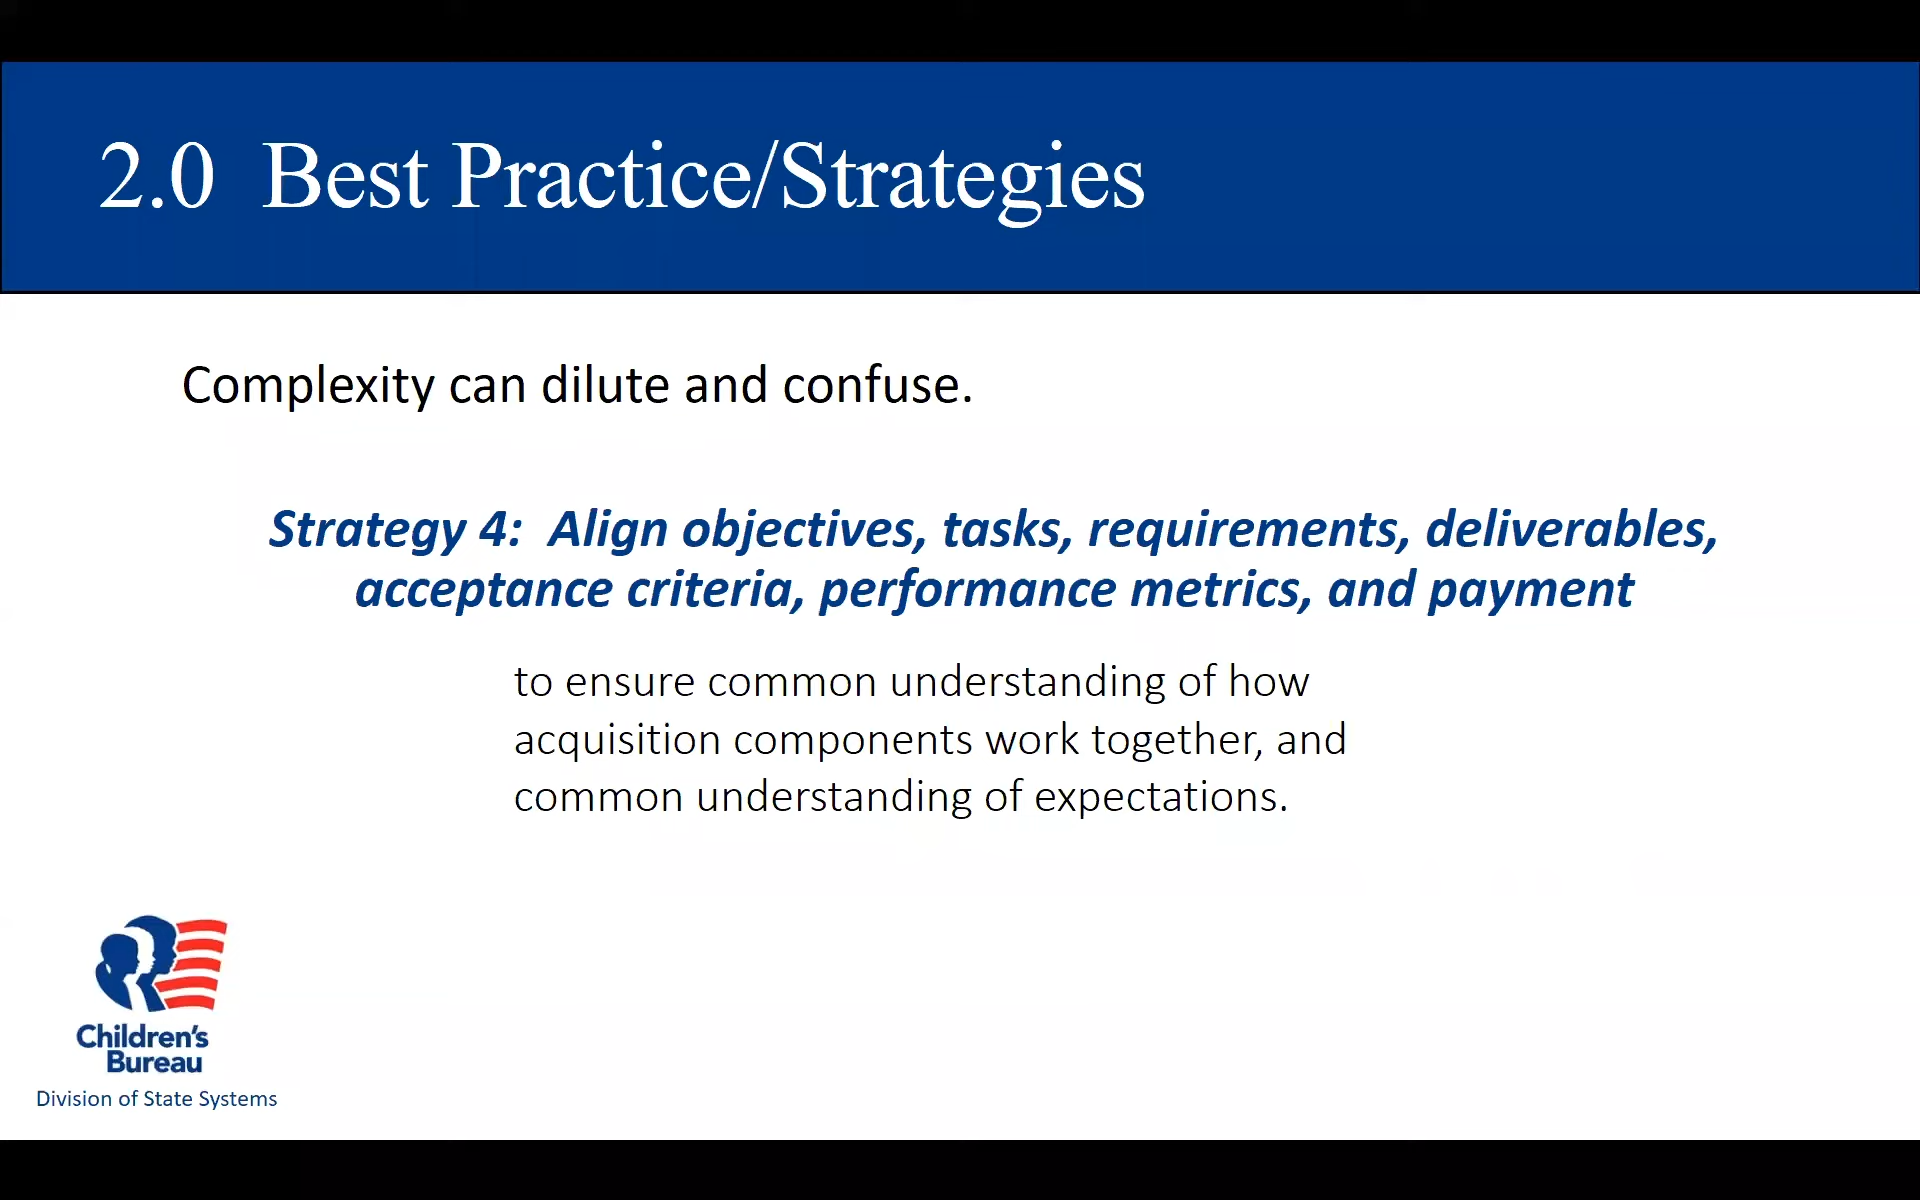 2.0  Best Practice/Strategies
Complexity can dilute and confuse.
Strategy 4:  Align objectives, tasks, requirements, deliverables,
acceptance criteria, performance metrics, and payment
to ensure common understanding of how
acquisition components work together, and
common understanding of expectations.
Children's
Bureau
Division of State Systems